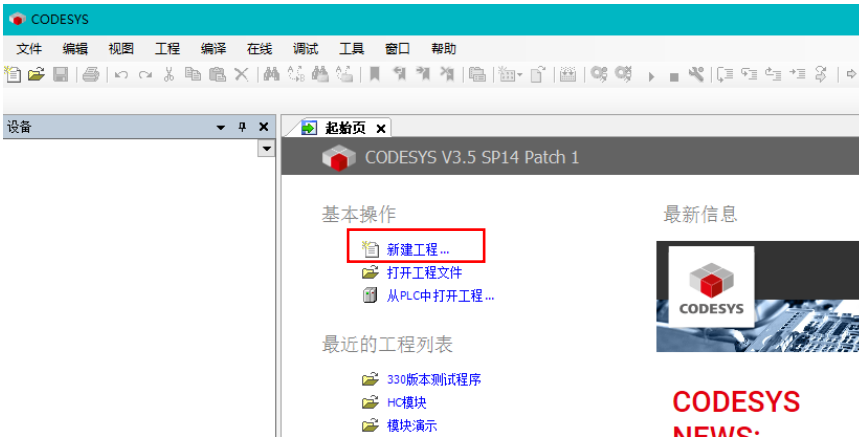 CODESYS
文件 编辑 视图 工程 编译 在线 调试 工具 窗口 帮助
设备
起始页
CODESYS V3.5 SP14 Patch 1
基本操作
新建工程...
打开工程文件
从PLC中打开工程...
最近的工程列表
330版本测试程序
HC模块
模块演示
最新信息
CODESYS
CODESYS
NEWS: